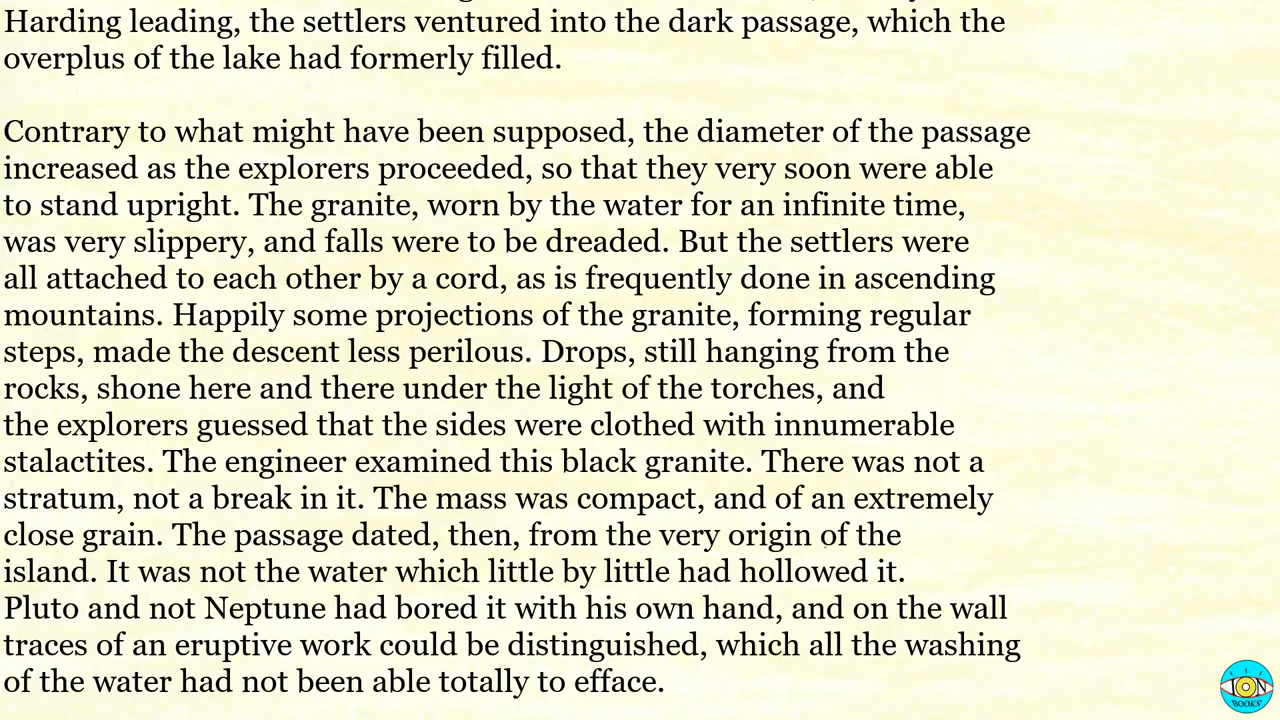 Harding leading, the settlers ventured into the dark passage, which the
overplus of the lake had formerly filled.
Contrary to what might have been supposed, the diameter of the passage
increased as the explorers proceeded, so that they very soon were able
to stand upright. The granite, worn by the water for an infinite time,
was very slippery, and falls were to be dreaded. But the settlers were
all attached to each other by a cord, as is frequently done in ascending
mountains. Happily some projections of the granite, forming regular
steps, made the descent less perilous. Drops, still hanging from the
rocks, shone here and there under the light of the torches, and
the explorers guessed that the sides were clothed with innumerable
stalactites. The engineer examined this black granite. There was not a
stratum, not a break in it. The mass was compact, and of an extremely
close grain. The passage dated, then, from the very origin of the
island. It was not the water which little by little had hollowed it.
Pluto and not Neptune had bored it with his own hand, and on the wall
traces of an eruptive work could be distinguished, which all the washing
of the water had not been able totally to efface.
ION
BOOKS